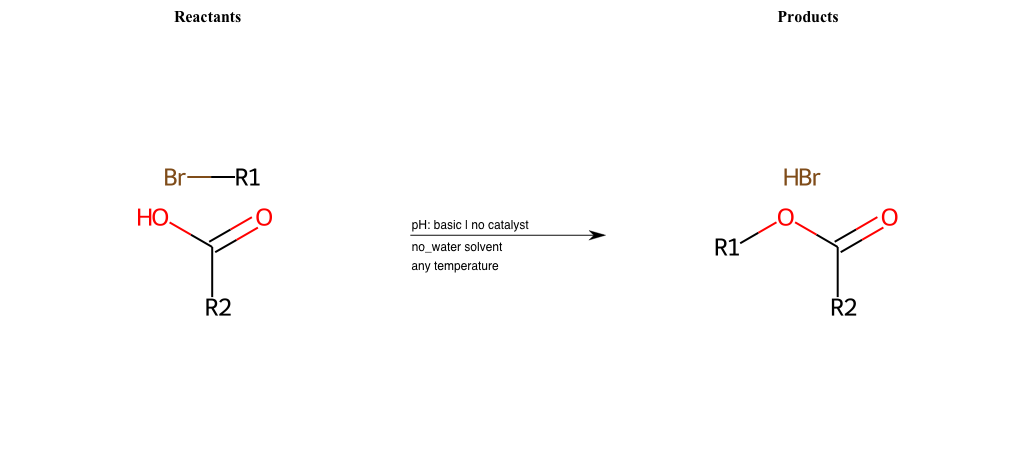 Reactants
Products
Br R1
HO O
R2
pH: basic | no catalyst
no_water solvent
any temperature
HBr
O O
R1
R2